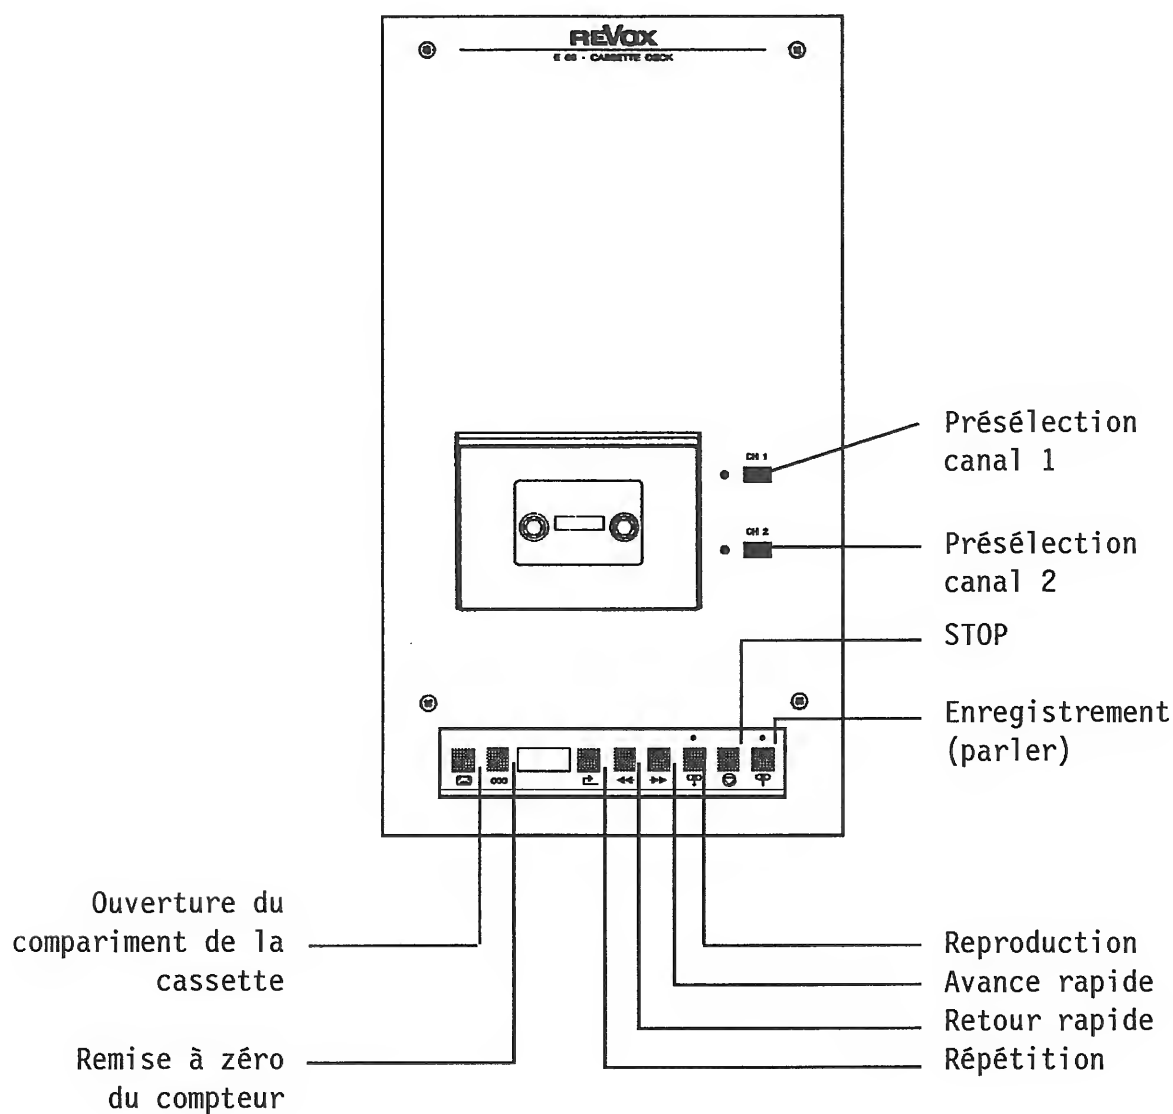 REVOX
CASSETTE DECK
CH 1
CH 2
Présélection
canal 1
Présélection
canal 2
STOP
Enregistrement
(parler)
Ouverture du
compariment de la
cassette
Remise à zéro
du compteur
Reproduction
Avance rapide
Retour rapide
Répétition